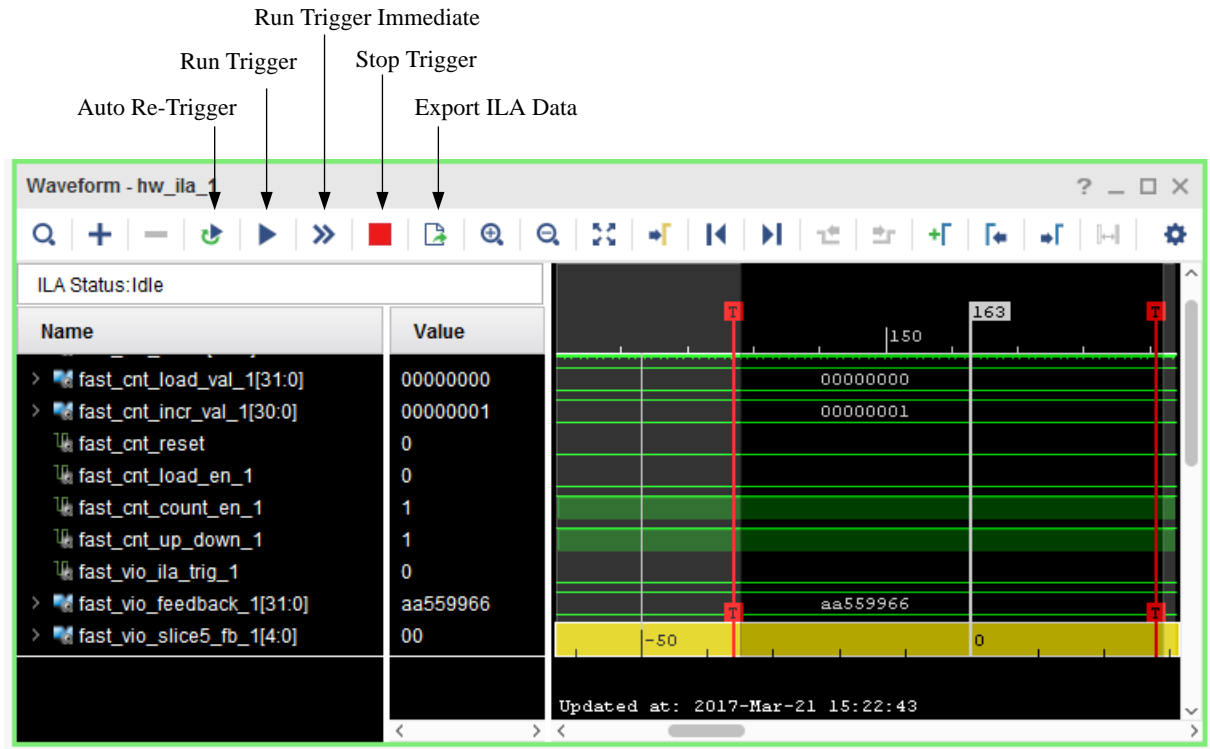 Run Trigger Immediate
Run Trigger
Stop Trigger
Auto Re-Trigger
Export ILA Data
Waveform - hw_ila_1
?
ILA Status:Idle
Name
Value
T
163
T
150
fast_cnt_load_val_1[31:0]
00000000
00000000
fast_cnt_incr_val_1[30:0]
00000001
00000001
fast_cnt_reset
0
fast_cnt_load_en_1
0
fast_cnt_count_en_1
1
fast_cnt_up_down_1
1
fast_vio_ila_trig_1
0
fast_vio_feedback_1[31:0]
aa559966
aa559966
T
T
fast_vio_slice5_fb_1[4:0]
00
-50
0
Updated at: 2017-Mar-21 15:22:43